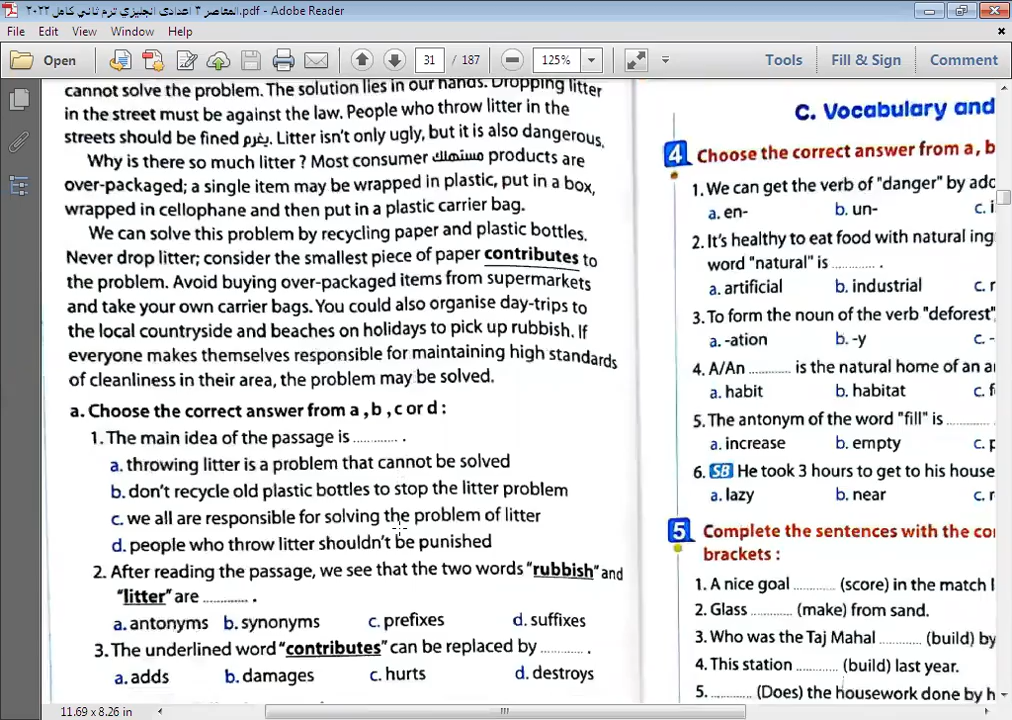 المعاصر ٣ اعدادى انجليزي ترم ثاني كامل ٢٠٢٢.pdf - Adobe Reader
File Edit View Window Help
Open 31 / 187 125% Tools Fill & Sign Comment
cannot solve the problem. The solution lies in our hands. Dropping litter
in the street must be against the law. People who throw litter in the
streets should be fined يغرم. Litter isn't only ugly, but it is also dangerous.
Why is there so much litter ? Most consumer مستهلك products are
over-packaged; a single item may be wrapped in plastic, put in a box,
wrapped in cellophane and then put in a plastic carrier bag.
We can solve this problem by recycling paper and plastic bottles.
Never drop litter; consider the smallest piece of paper contributes to
the problem. Avoid buying over-packaged items from supermarkets
and take your own carrier bags. You could also organise day-trips to
the local countryside and beaches on holidays to pick up rubbish. If
everyone makes themselves responsible for maintaining high standards
of cleanliness in their area, the problem may be solved.
a. Choose the correct answer from a , b , c or d :
1. The main idea of the passage is ............ .
a. throwing litter is a problem that cannot be solved
b. don't recycle old plastic bottles to stop the litter problem
c. we all are responsible for solving the problem of litter
d. people who throw litter shouldn't be punished
2. After reading the passage, we see that the two words "rubbish" and
"litter" are ............ .
a. antonyms b. synonyms c. prefixes d. suffixes
3. The underlined word "contributes" can be replaced by ............ .
a. adds b. damages c. hurts d. destroys
C. Vocabulary and
4 Choose the correct answer from a, b
1. We can get the verb of "danger" by add
a. en- b. un- c. i
2. It's healthy to eat food with natural ing
word "natural" is ............ .
a. artificial b. industrial c. r
3. To form the noun of the verb "deforest",
a. -ation b. -y c. -
4. A/An ............ is the natural home of an a
a. habit b. habitat c. f
5. The antonym of the word "fill" is ............
a. increase b. empty c. p
6. SB He took 3 hours to get to his house
a. lazy b. near c. r
5 Complete the sentences with the cor
brackets :
1. A nice goal ............ (score) in the match l
2. Glass ............ (make) from sand.
3. Who was the Taj Mahal ............ (build) by
4. This station ............ (build) last year.
5. ............ (Does) the housework done by h
11.69 x 8.26 in